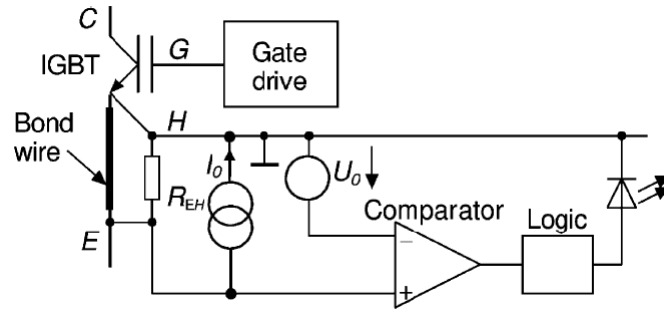 C
G
Gate
drive
IGBT
Bond
wire
H
I0
REH
U0
Comparator
Logic
E
−
+